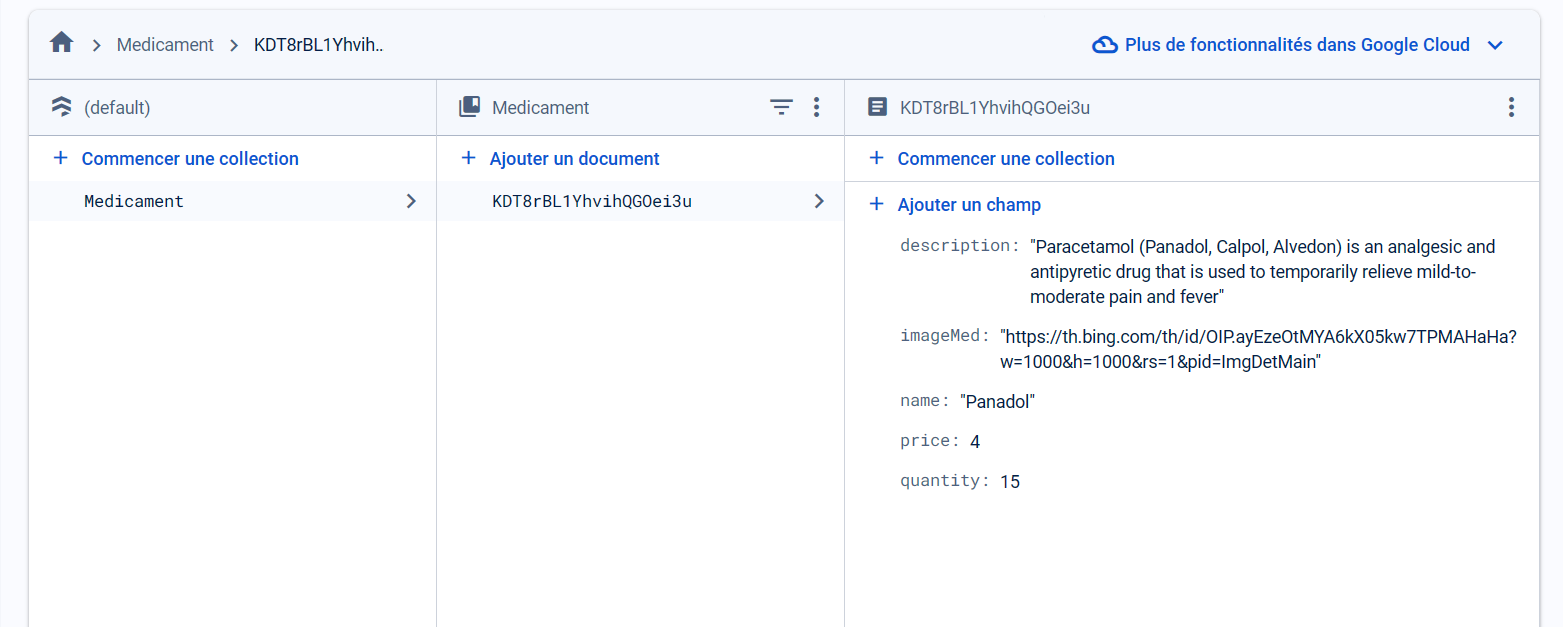 Medicament > KDT8rBL1Yhvih..
Plus de fonctionnalités dans Google Cloud
(default)
Medicament
KDT8rBL1YhvihQGOei3u
+ Commencer une collection
+ Ajouter un document
+ Commencer une collection
Medicament
KDT8rBL1YhvihQGOei3u
+ Ajouter un champ
description: "Paracetamol (Panadol, Calpol, Alvedon) is an analgesic and
antipyretic drug that is used to temporarily relieve mild-to-
moderate pain and fever"
imageMed: "https://th.bing.com/th/id/OIP.ayEzeOtMYA6kX05kw7TPMAHaHa?
w=1000&h=1000&rs=1&pid=ImgDetMain"
name: "Panadol"
price: 4
quantity: 15